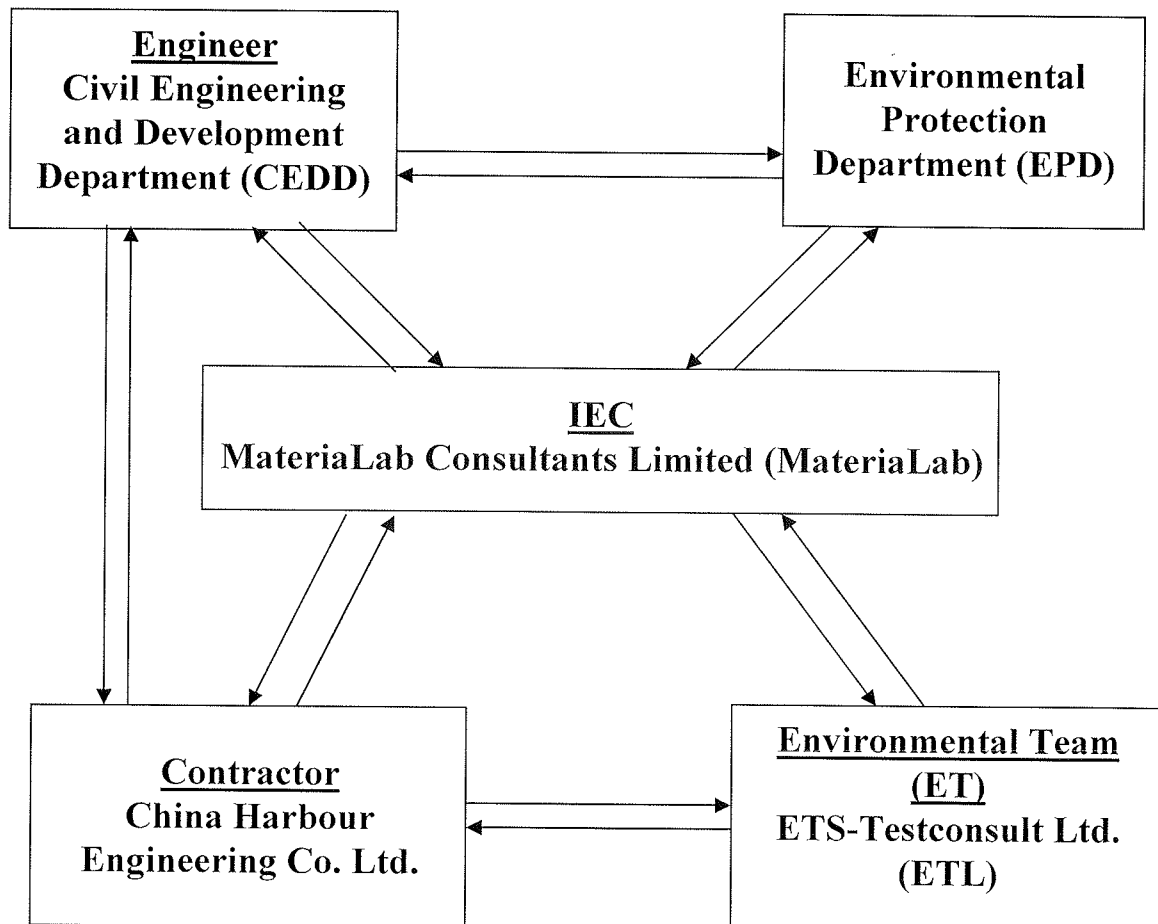 Engineer
Civil Engineering
and Development
Department (CEDD)
Environmental
Protection
Department (EPD)
IEC
MateriaLab Consultants Limited (MateriaLab)
Contractor
China Harbour
Engineering Co. Ltd.
Environmental Team
(ET)
ETS-Testconsult Ltd.
(ETL)